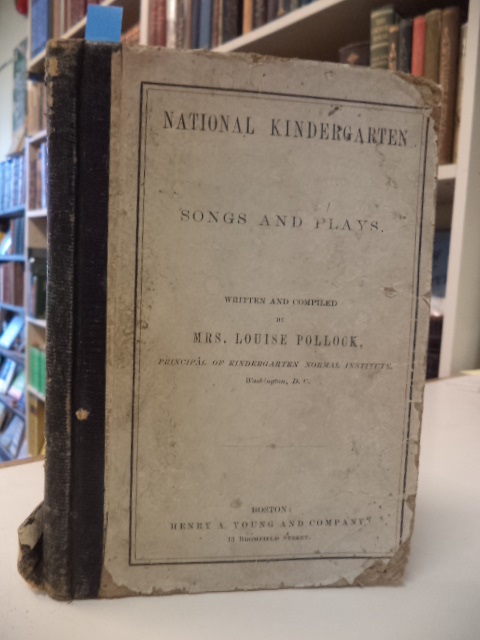 NATIONAL KINDERGARTEN
SONGS AND PLAYS.
WRITTEN AND COMPILED
BY
MRS. LOUISE POLLOCK,
PRINCIPAL OF KINDERGARTEN NORMAL INSTITUTE,
Washington, D. C.
BOSTON:
HENRY A. YOUNG AND COMPANY,
13 BROMFIELD STREET.